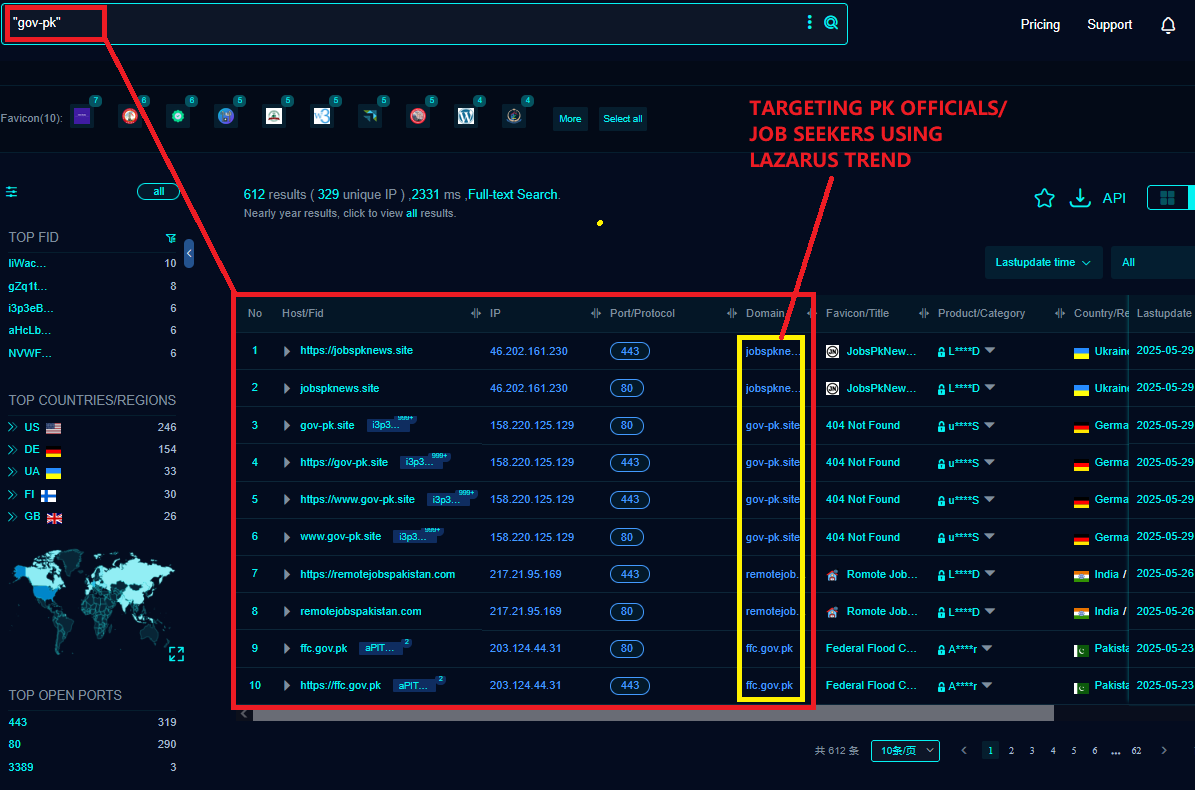 "gov-pk"
Pricing Support
Favicon(10): 7 6 6 5 5 5 5 5 4 4 More Select all
TARGETING PK OFFICIALS/
JOB SEEKERS USING
LAZARUS TREND
all
612 results ( 329 unique IP ) ,2331 ms ,Full-text Search.
Nearly year results, click to view all results.
API
TOP FID
liWac... 10
gZq1t... 8
i3p3eB... 6
aHcLb... 6
NVWF... 6
Lastupdate time All
No Host/Fid IP Port/Protocol Domain Favicon/Title Product/Category Country/Re Lastupdate
1 https://jobspknews.site 46.202.161.230 443 jobspkne... JobsPkNew... L****D Ukraine 2025-05-29
2 jobspknews.site 46.202.161.230 80 jobspkne... JobsPkNew... L****D Ukraine 2025-05-29
3 gov-pk.site i3p3... 999+ 158.220.125.129 80 gov-pk.site 404 Not Found u****S Germa 2025-05-29
4 https://gov-pk.site i3p3... 999+ 158.220.125.129 443 gov-pk.site 404 Not Found u****S Germa 2025-05-29
5 https://www.gov-pk.site i3p3... 999+ 158.220.125.129 443 gov-pk.site 404 Not Found u****S Germa 2025-05-29
6 www.gov-pk.site i3p3... 999+ 158.220.125.129 80 gov-pk.site 404 Not Found u****S Germa 2025-05-29
7 https://remotejobspakistan.com 217.21.95.169 443 remotejob. Romote Job... L****D India / 2025-05-26
8 remotejobspakistan.com 217.21.95.169 80 remotejob. Romote Job... L****D India / 2025-05-26
9 ffc.gov.pk aPIT... 2 203.124.44.31 80 ffc.gov.pk Federal Flood C... A****r Pakista 2025-05-23
10 https://ffc.gov.pk aPIT... 2 203.124.44.31 443 ffc.gov.pk Federal Flood C... A****r Pakista 2025-05-23
TOP COUNTRIES/REGIONS
US 246
DE 154
UA 33
FI 30
GB 26
TOP OPEN PORTS
443 319
80 290
3389 3
共 612 条 10条/页 1 2 3 4 5 6 ... 62